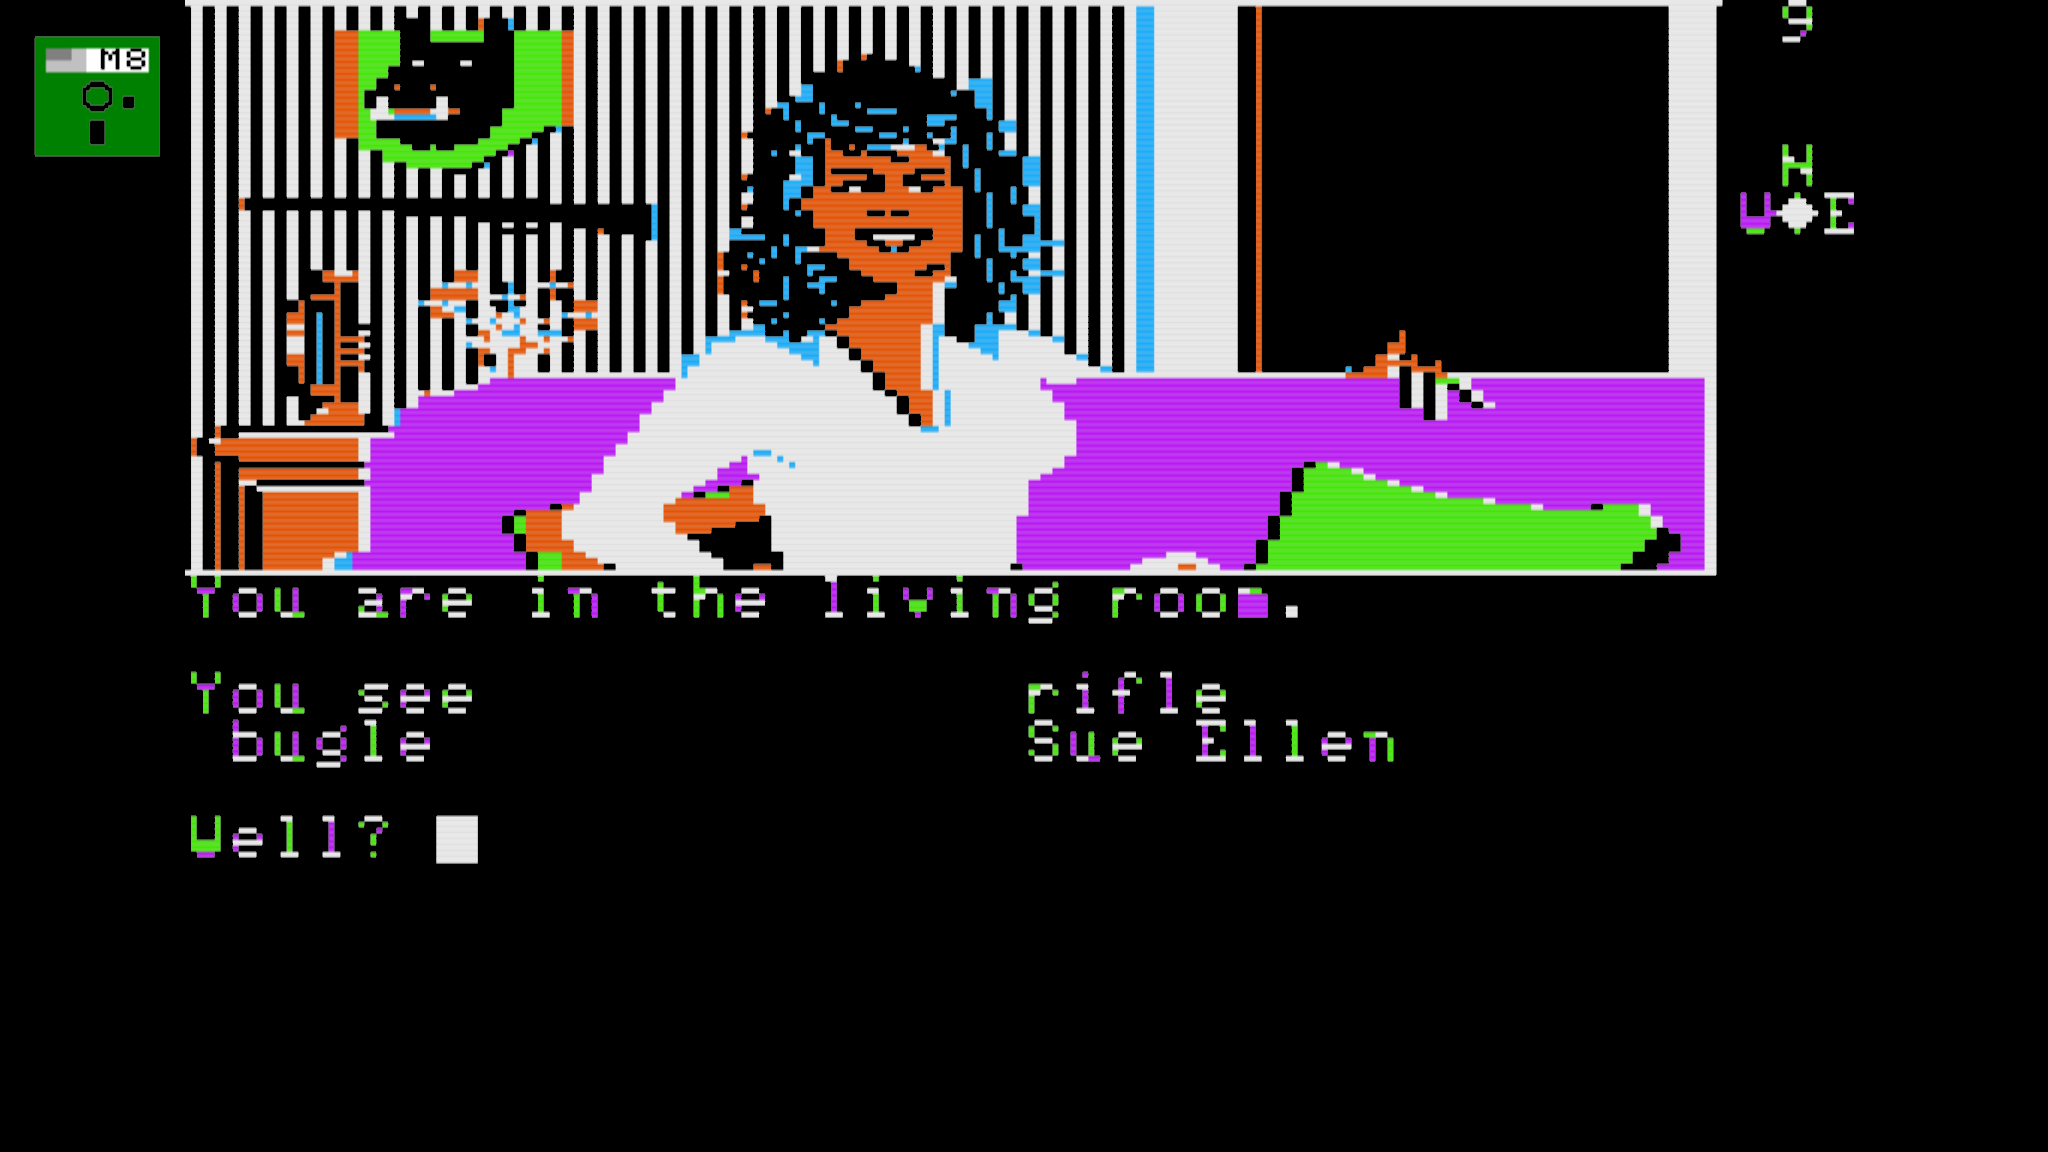 M8
9
N
W E
You are in the living room.
You see rifle
bugle Sue Ellen
Well?